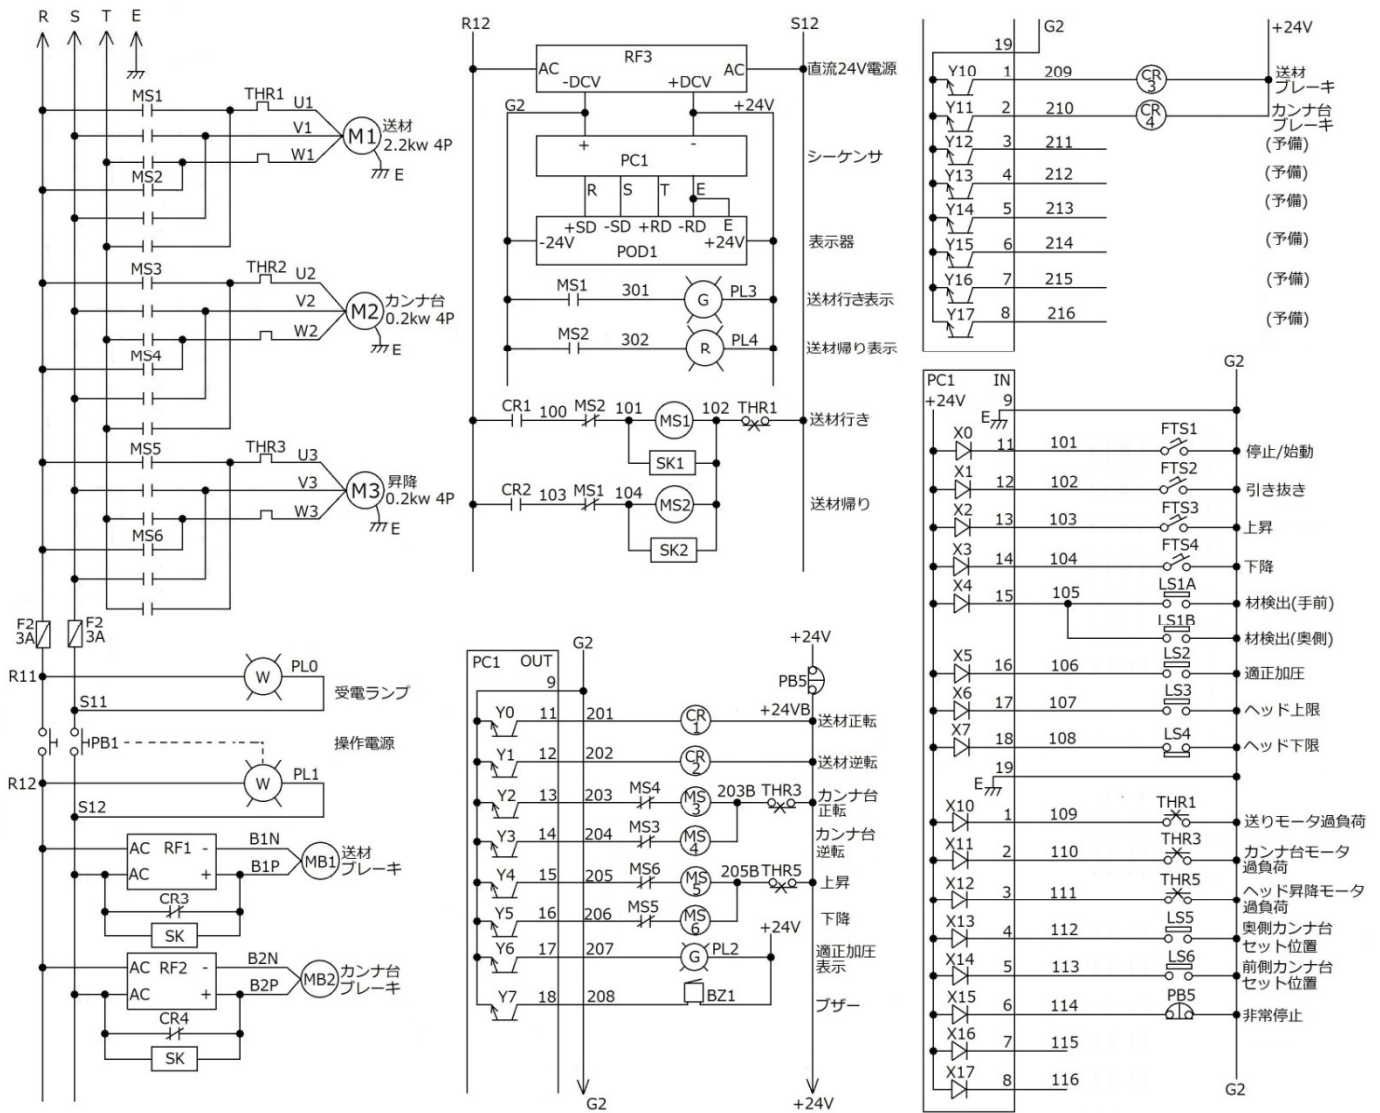 R S T E
MS1
THR1 U1
V1
W1
M1
送材
2.2kw 4P
E
MS2
MS3
THR2 U2
V2
W2
M2
カンナ台
0.2kw 4P
E
MS4
MS5
THR3 U3
V3
W3
M3
昇降
0.2kw 4P
E
MS6
F2
3A
F2
3A
R11
W
PL0
受電ランプ
S11
PB1
操作電源
R12
W
PL1
S12
AC RF1 -
AC +
B1N
B1P
MB1
送材
ブレーキ
CR3
SK
AC RF2 -
AC +
B2N
B2P
MB2
カンナ台
ブレーキ
CR4
SK
R12 S12
RF3
AC AC
-DCV +DCV
直流24V電源
G2 +24V
+ -
PC1
シーケンサ
R S T E
+SD -SD +RD -RD E
-24V +24V
POD1
表示器
MS1 301 G PL3
送材行き表示
MS2 302 R PL4
送材帰り表示
CR1 100 MS2 101 MS1 102 THR1
送材行き
SK1
CR2 103 MS1 104 MS2
送材帰り
SK2
PC1 OUT
G2
+24V
PB5
+24VB
9
Y0 11 201 CR
1
送材正転
Y1 12 202 CR
2
送材逆転
Y2 13 203 MS4 MS
3
203B THR3
カンナ台
正転
Y3 14 204 MS3 MS
4
カンナ台
逆転
Y4 15 205 MS6 MS
5
205B THR5
上昇
Y5 16 206 MS5 MS
6
下降
+24V
Y6 17 207 G PL2
適正加圧
表示
Y7 18 208 BZ1
ブザー
G2
+24V
G2
+24V
19
Y10 1 209 CR
3
送材
ブレーキ
Y11 2 210 CR
4
カンナ台
ブレーキ
Y12 3 211 (予備)
Y13 4 212 (予備)
Y14 5 213 (予備)
Y15 6 214 (予備)
Y16 7 215 (予備)
Y17 8 216 (予備)
G2
PC1 IN
+24V
9
E
X0 11 101 FTS1 停止/始動
X1 12 102 FTS2 引き抜き
X2 13 103 FTS3 上昇
X3 14 104 FTS4 下降
X4 15 105 LS1A 材検出(手前)
LS1B 材検出(奥側)
X5 16 106 LS2 適正加圧
X6 17 107 LS3 ヘッド上限
X7 18 108 LS4 ヘッド下限
19
E
X10 1 109 THR1 送りモータ過負荷
X11 2 110 THR3 カンナ台モータ
過負荷
X12 3 111 THR5 ヘッド昇降モータ
過負荷
X13 4 112 LS5 奥側カンナ台
セット位置
X14 5 113 LS6 前側カンナ台
セット位置
X15 6 114 PB5 非常停止
X16 7 115
X17 8 116
G2